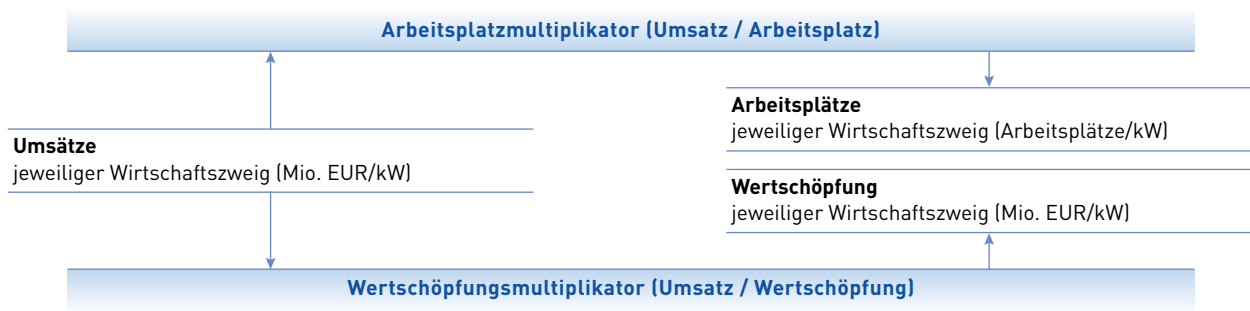 Arbeitsplatzmultiplikator (Umsatz / Arbeitsplatz)
Umsätze
jeweiliger Wirtschaftszweig (Mio. EUR/kW)
Arbeitsplätze
jeweiliger Wirtschaftszweig (Arbeitsplätze/kW)
Wertschöpfung
jeweiliger Wirtschaftszweig (Mio. EUR/kW)
Wertschöpfungsmultiplikator (Umsatz / Wertschöpfung)